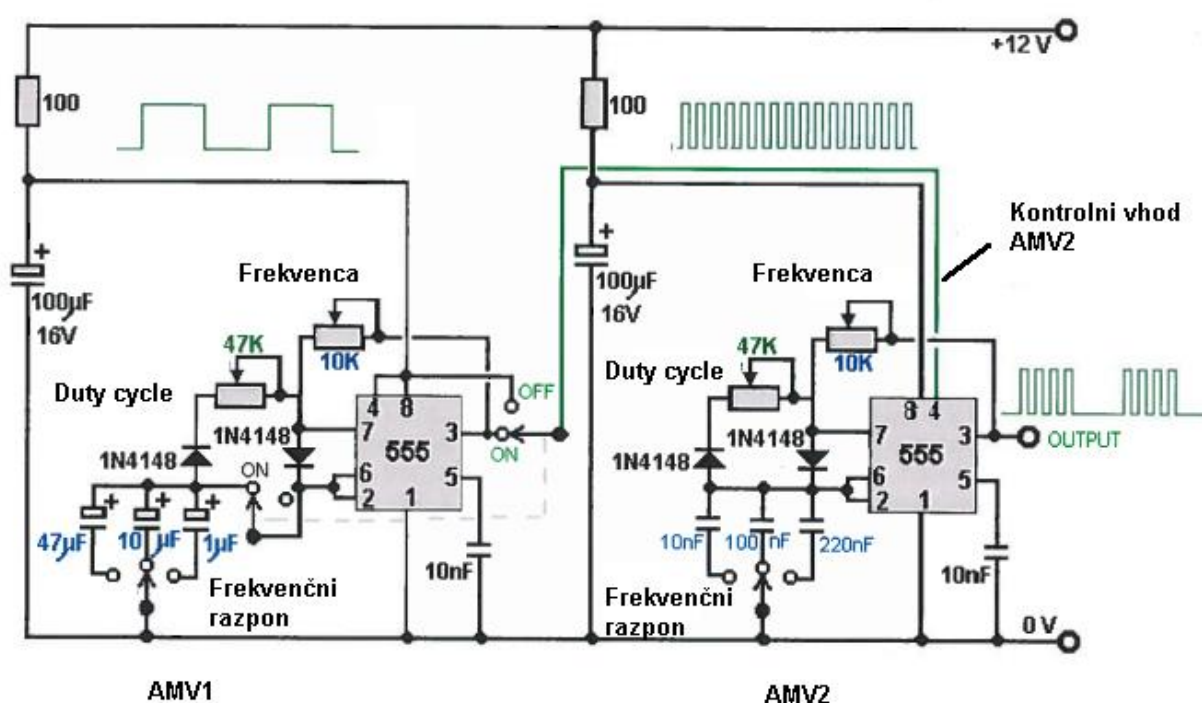 +12 V
100
100
Kontrolni vhod
AMV2
+
100µF
16V
+
100µF
16V
Frekvenca
Frekvenca
47K
10K
47K
10K
Duty cycle
Duty cycle
OFF
4 8
8 4
1N4148
7
3
1N4148
7
3
555
ON
555
OUTPUT
1N4148
ON
6
5
1N4148
6
5
2
1
2
1
+
+
+
47µF
10 µF
1µF
10nF
10nF
100 nF
220nF
10nF
Frekvenčni
razpon
Frekvenčni
razpon
0 V
AMV1
AMV2